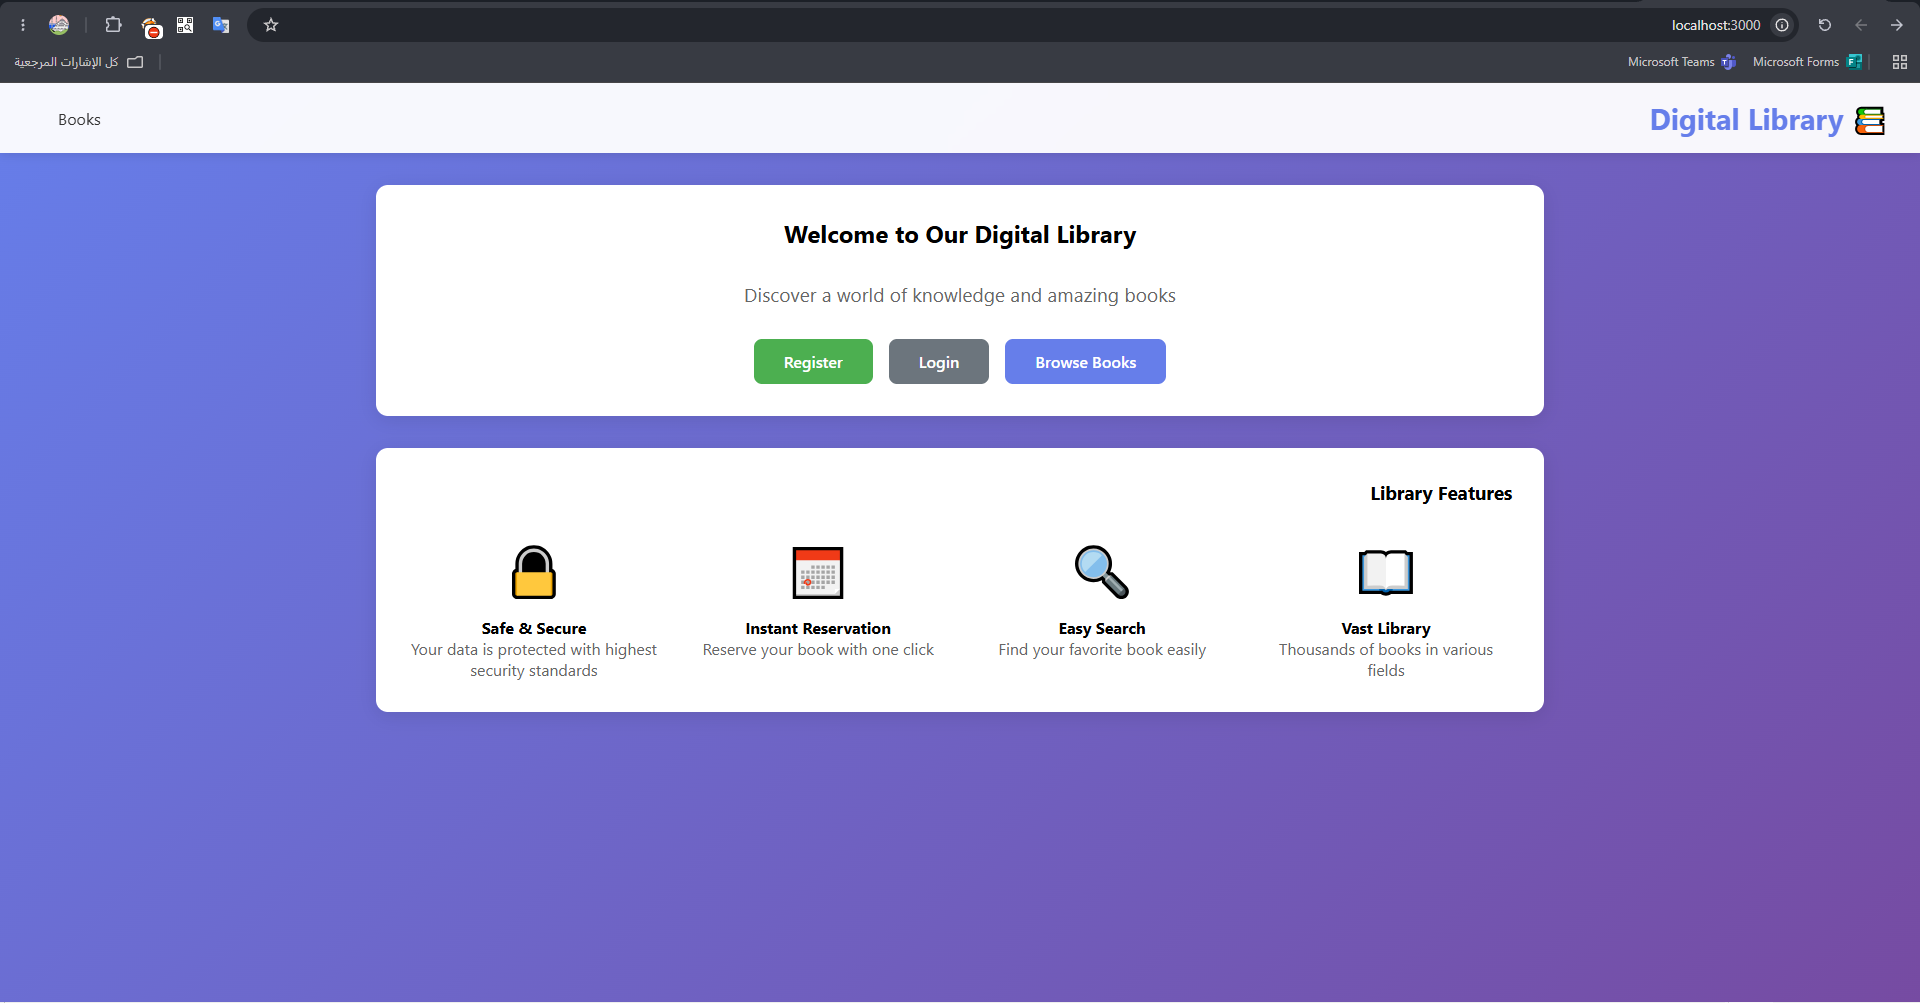 localhost:3000
كل الإشارات المرجعية
Microsoft Teams
Microsoft Forms
Books
Digital Library
Welcome to Our Digital Library
Discover a world of knowledge and amazing books
Register
Login
Browse Books
Library Features
Safe & Secure
Your data is protected with highest
security standards
Instant Reservation
Reserve your book with one click
Easy Search
Find your favorite book easily
Vast Library
Thousands of books in various
fields